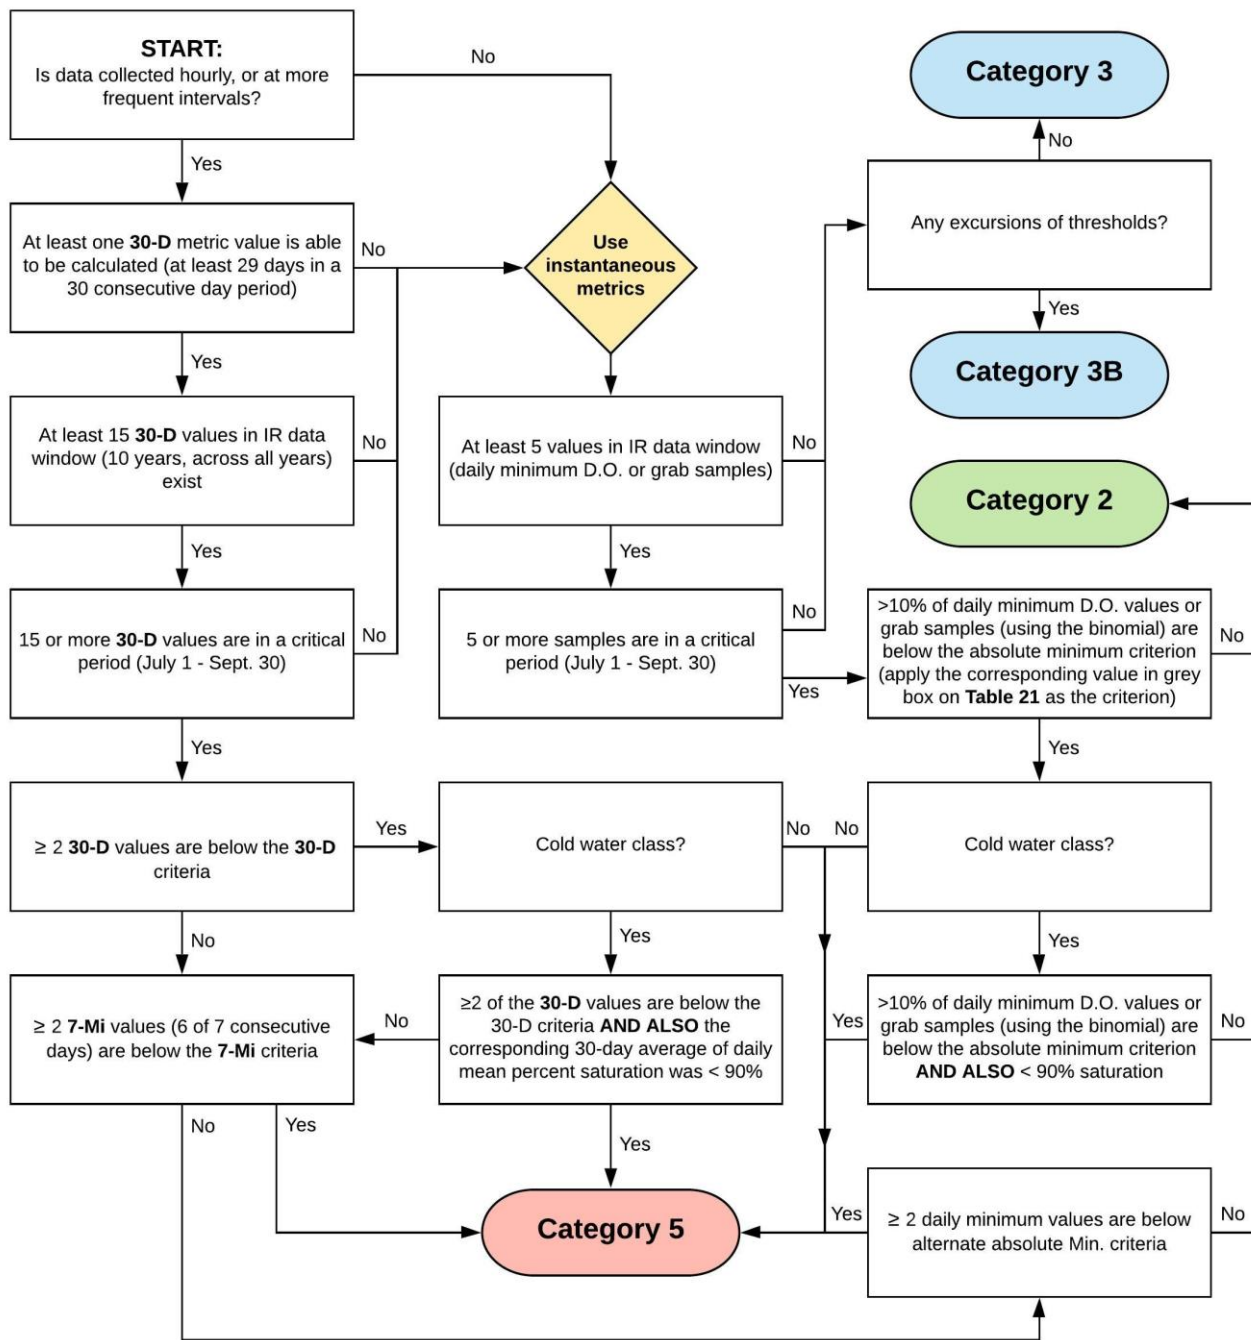 START:
Is data collected hourly, or at more
frequent intervals?
No
Category 3
No
Yes
Any excursions of thresholds?
At least one 30-D metric value is able
to be calculated (at least 29 days in a
30 consecutive day period)
No
Use
instantaneous
metrics
Yes
Category 3B
Yes
At least 15 30-D values in IR data
window (10 years, across all years)
exist
No
At least 5 values in IR data window
(daily minimum D.O. or grab samples)
No
Category 2
Yes
Yes
15 or more 30-D values are in a critical
period (July 1 - Sept. 30)
No
5 or more samples are in a critical
period (July 1 - Sept. 30)
No
Yes
>10% of daily minimum D.O. values or
grab samples (using the binomial) are
below the absolute minimum criterion
(apply the corresponding value in grey
box on Table 21 as the criterion)
No
Yes
Yes
≥ 2 30-D values are below the 30-D
criteria
Yes
Cold water class?
No
No
Cold water class?
No
Yes
Yes
≥ 2 7-Mi values (6 of 7 consecutive
days) are below the 7-Mi criteria
No
≥2 of the 30-D values are below the
30-D criteria AND ALSO the
corresponding 30-day average of daily
mean percent saturation was < 90%
Yes
>10% of daily minimum D.O. values or
grab samples (using the binomial) are
below the absolute minimum criterion
AND ALSO < 90% saturation
No
No
Yes
Yes
Category 5
Yes
≥ 2 daily minimum values are below
alternate absolute Min. criteria
No